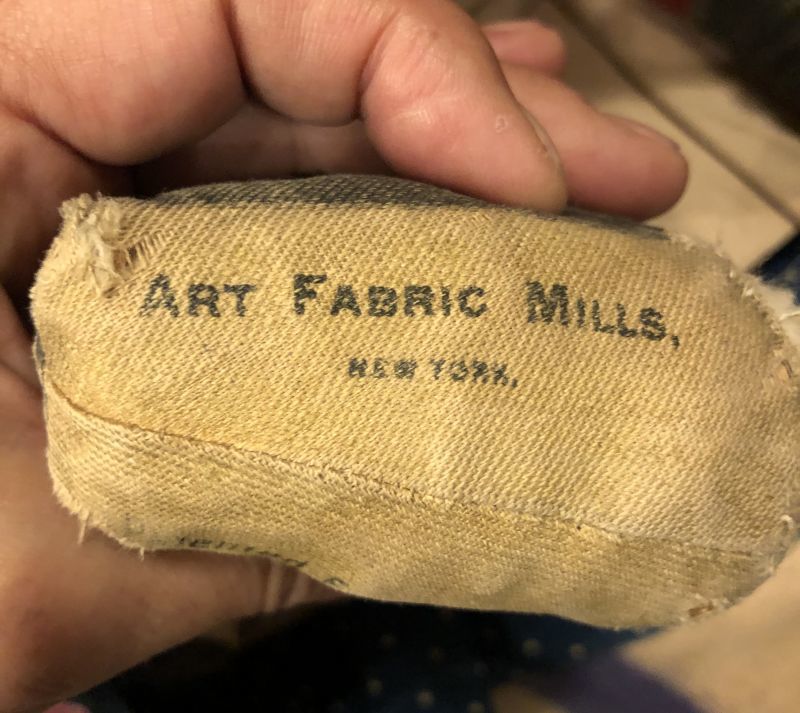 ART FABRIC MILLS,
NEW YORK,